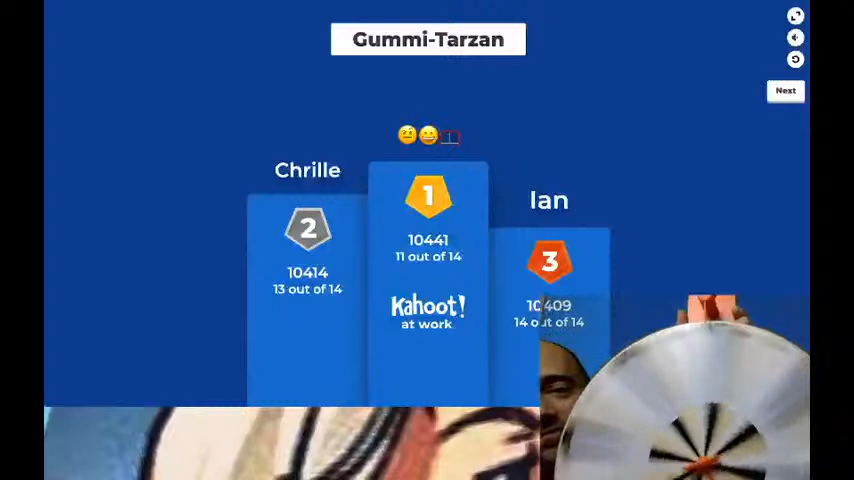 Gummi-Tarzan
Next
🤨😀
Chrille
1
Ian
2
10441
11 out of 14
3
10414
13 out of 14
Kahoot!
at work
10409
14 out of 14